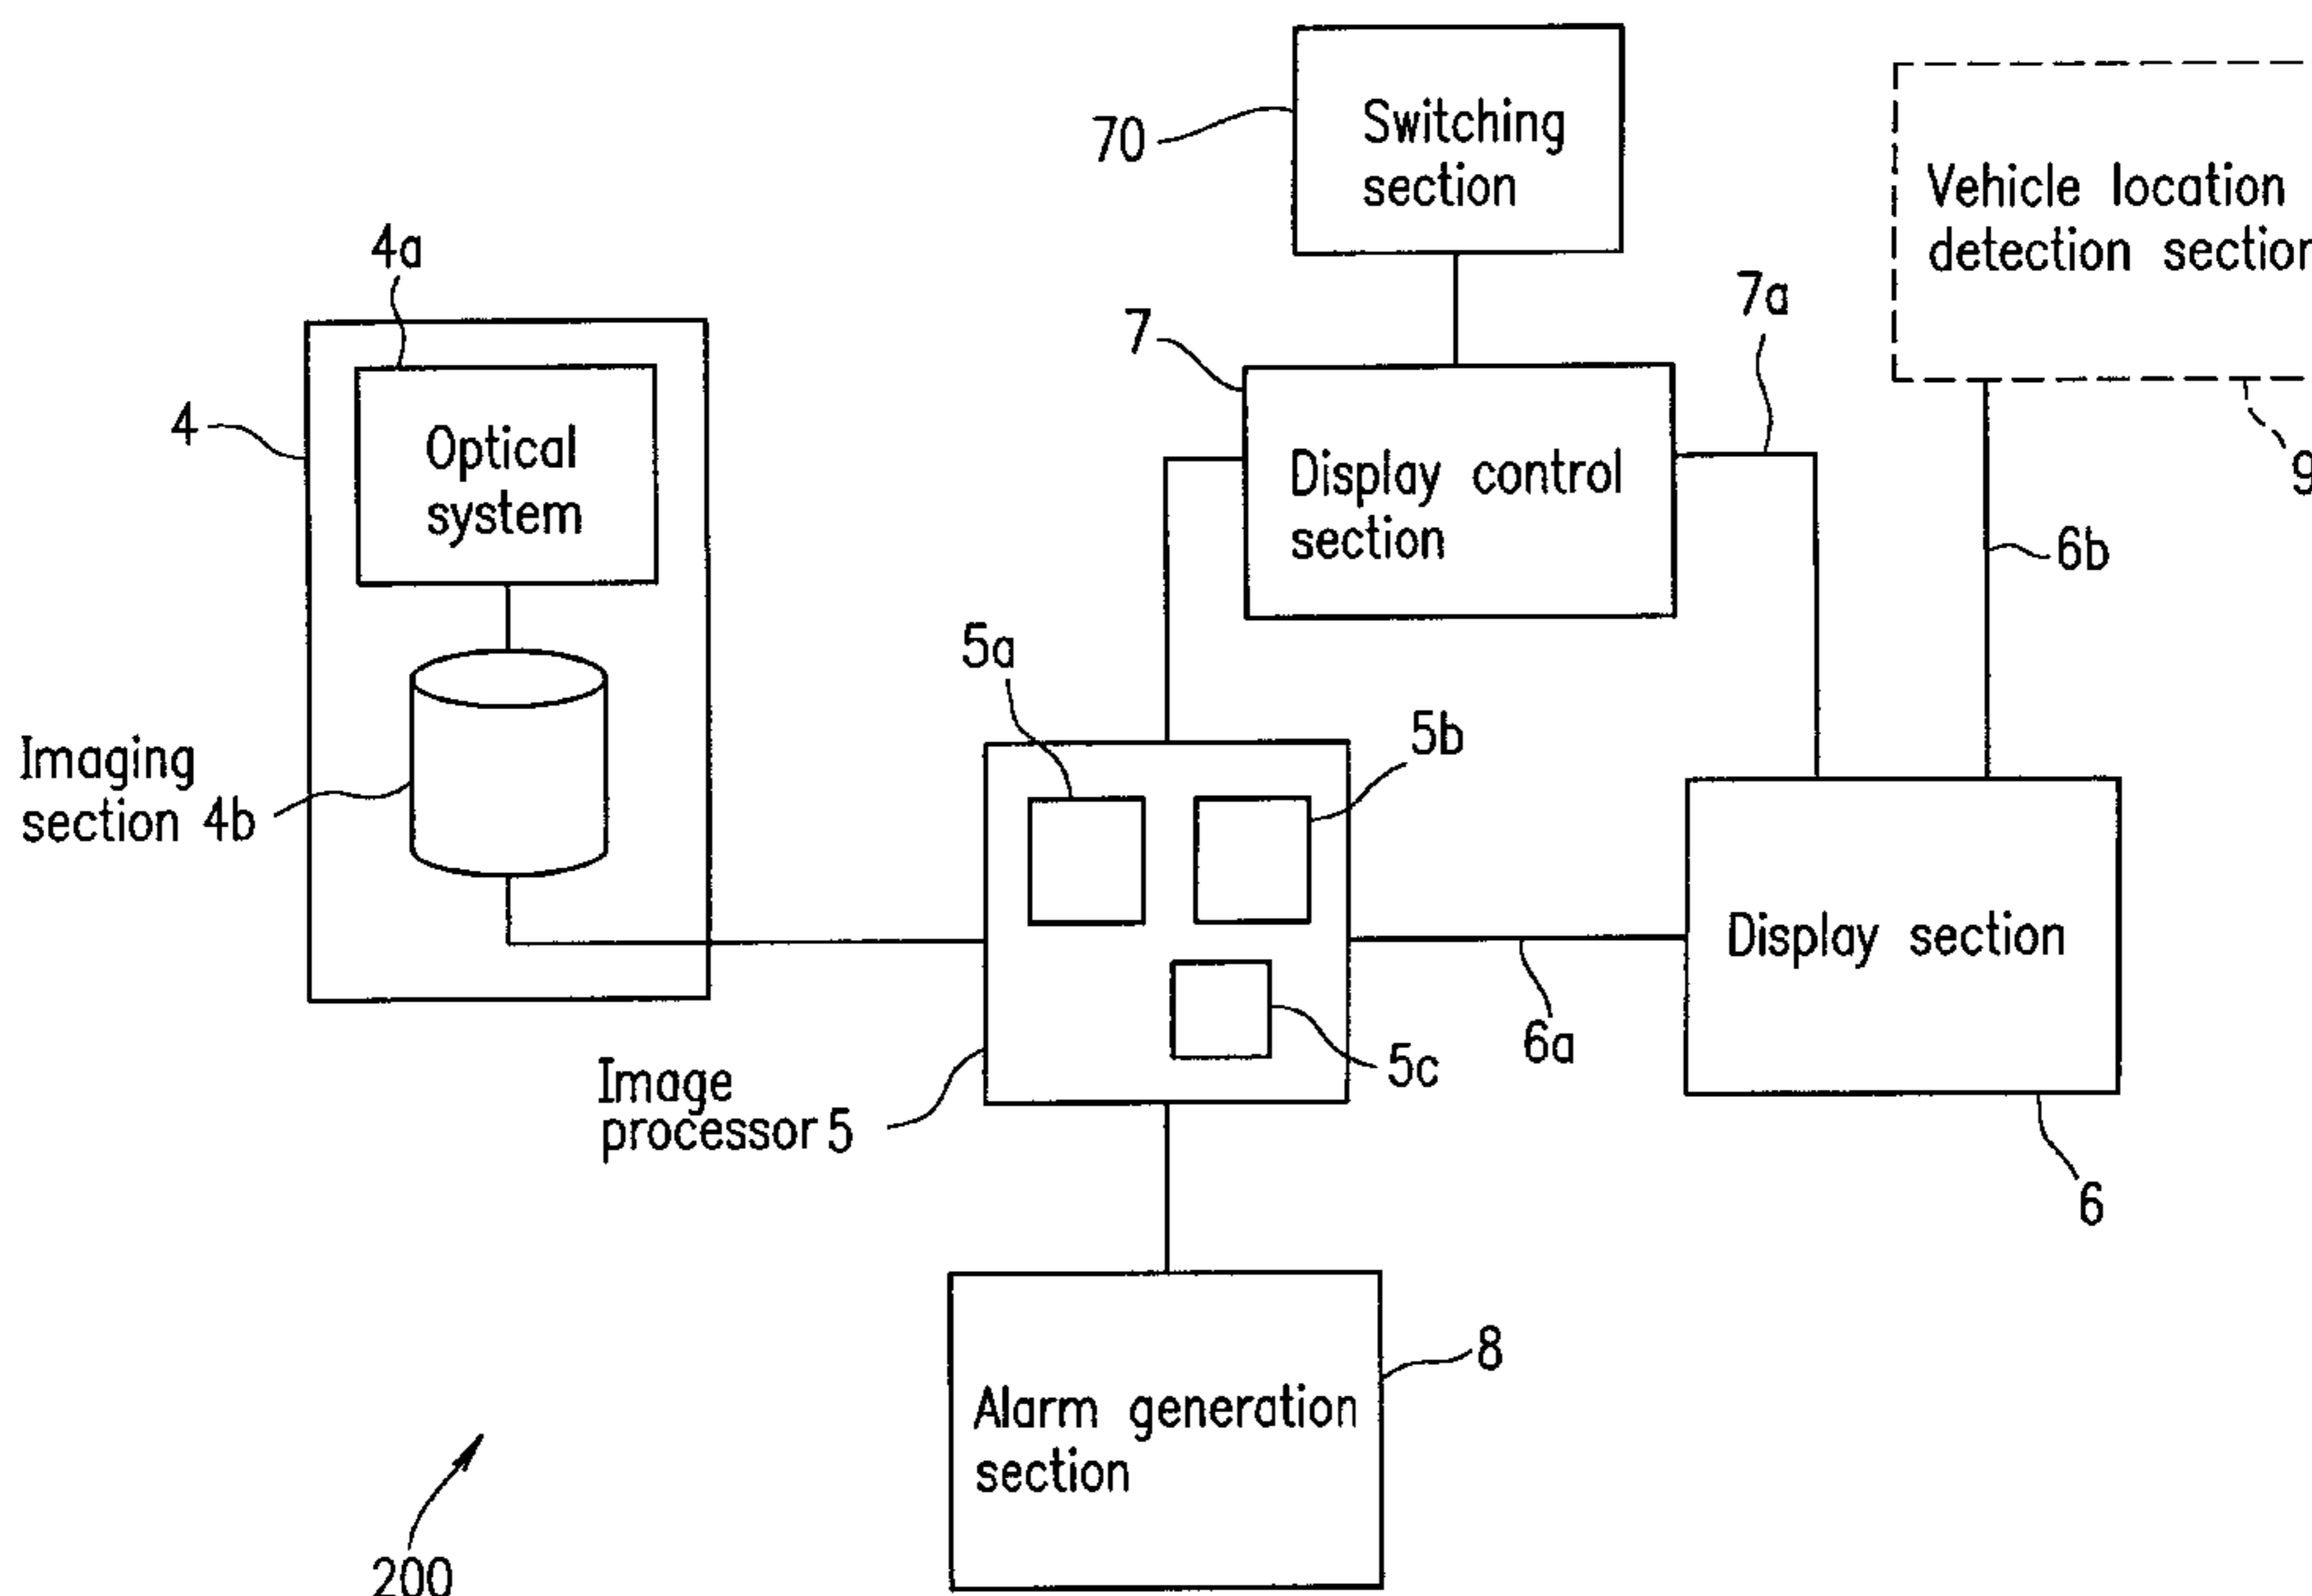 Switching
section
70
Vehicle location
detection section
4a
7a
7
4
Optical
system
Display control
section
9
6b
5a
5b
Imaging
section 4b
Display section
6a
5c
Image
processor 5
6
8
Alarm generation
section
200